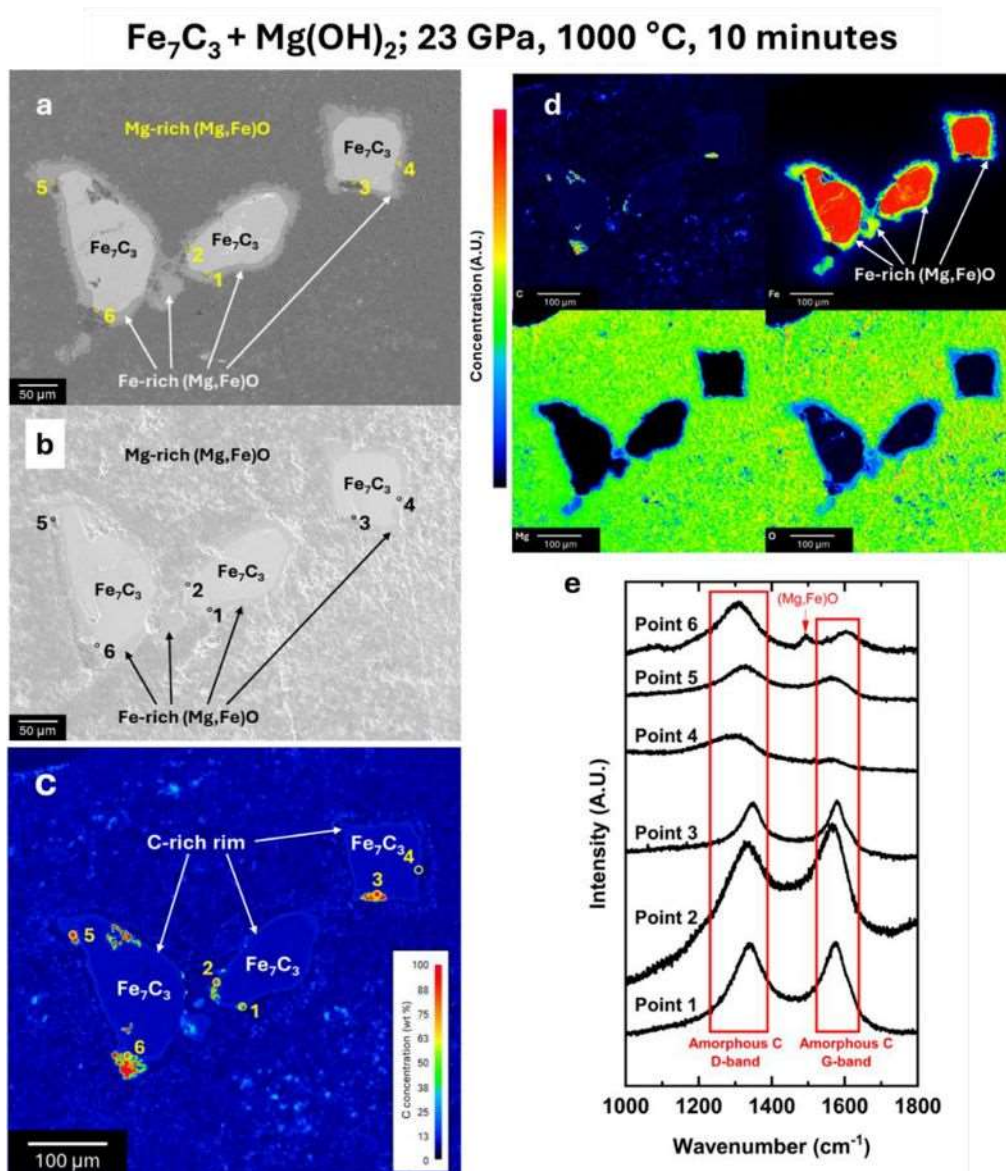 Fe₇C₃ + Mg(OH)₂; 23 GPa, 1000 °C, 10 minutes
a
Mg-rich (Mg,Fe)O
Fe₇C₃
4
3
5
Fe₇C₃
Fe₇C₃
2
1
6
Fe-rich (Mg,Fe)O
50 µm
b
Mg-rich (Mg,Fe)O
Fe₇C₃
4
3
5
Fe₇C₃
Fe₇C₃
2
1
6
Fe-rich (Mg,Fe)O
50 µm
c
C-rich rim
Fe₇C₃
4
3
5
Fe₇C₃
Fe₇C₃
2
1
6
100 µm
C concentration (wt %)
100
88
75
63
50
38
25
13
0
Concentration (A.U.)
d
C
100 µm
Fe-rich (Mg,Fe)O
Fe
100 µm
Mg
100 µm
O
100 µm
e
(Mg,Fe)O
Point 6
Point 5
Point 4
Point 3
Point 2
Point 1
Amorphous C
D-band
Amorphous C
G-band
Intensity (A.U.)
1000 1200 1400 1600 1800
Wavenumber (cm⁻¹)